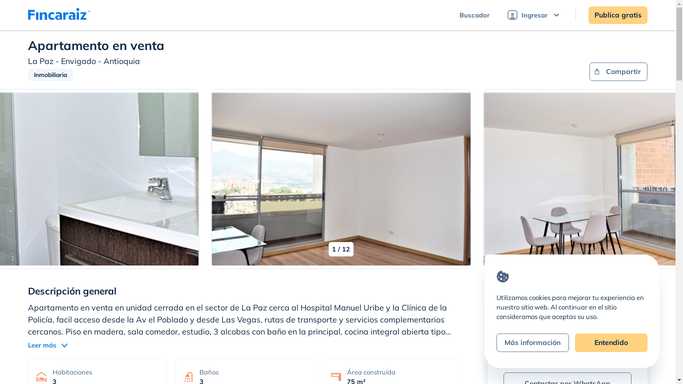 Fincaraiz
Buscador
Ingresar
Publica gratis
Apartamento en venta
La Paz - Envigado - Antioquia
Inmobiliaria
Compartir
1 / 12
Descripción general
Apartamento en venta en unidad cerrada en el sector de La Paz cerca al Hospital Manuel Uribe y la Clínica de la
Policía, facil acceso desde la Av el Poblado y desde Las Vegas, rutas de transporte y servicios complementarios
cercanos. Piso en madera, sala comedor, estudio, 3 alcobas con baño en la principal, cocina integral abierta tipo...
Leer más
Habitaciones
3
Baños
3
Área construida
75 m²
Utilizamos cookies para mejorar tu experiencia en
nuestro sitio web. Al continuar en el sitio
consideramos que aceptas su uso.
Más información
Entendido
Contactar por WhatsApp